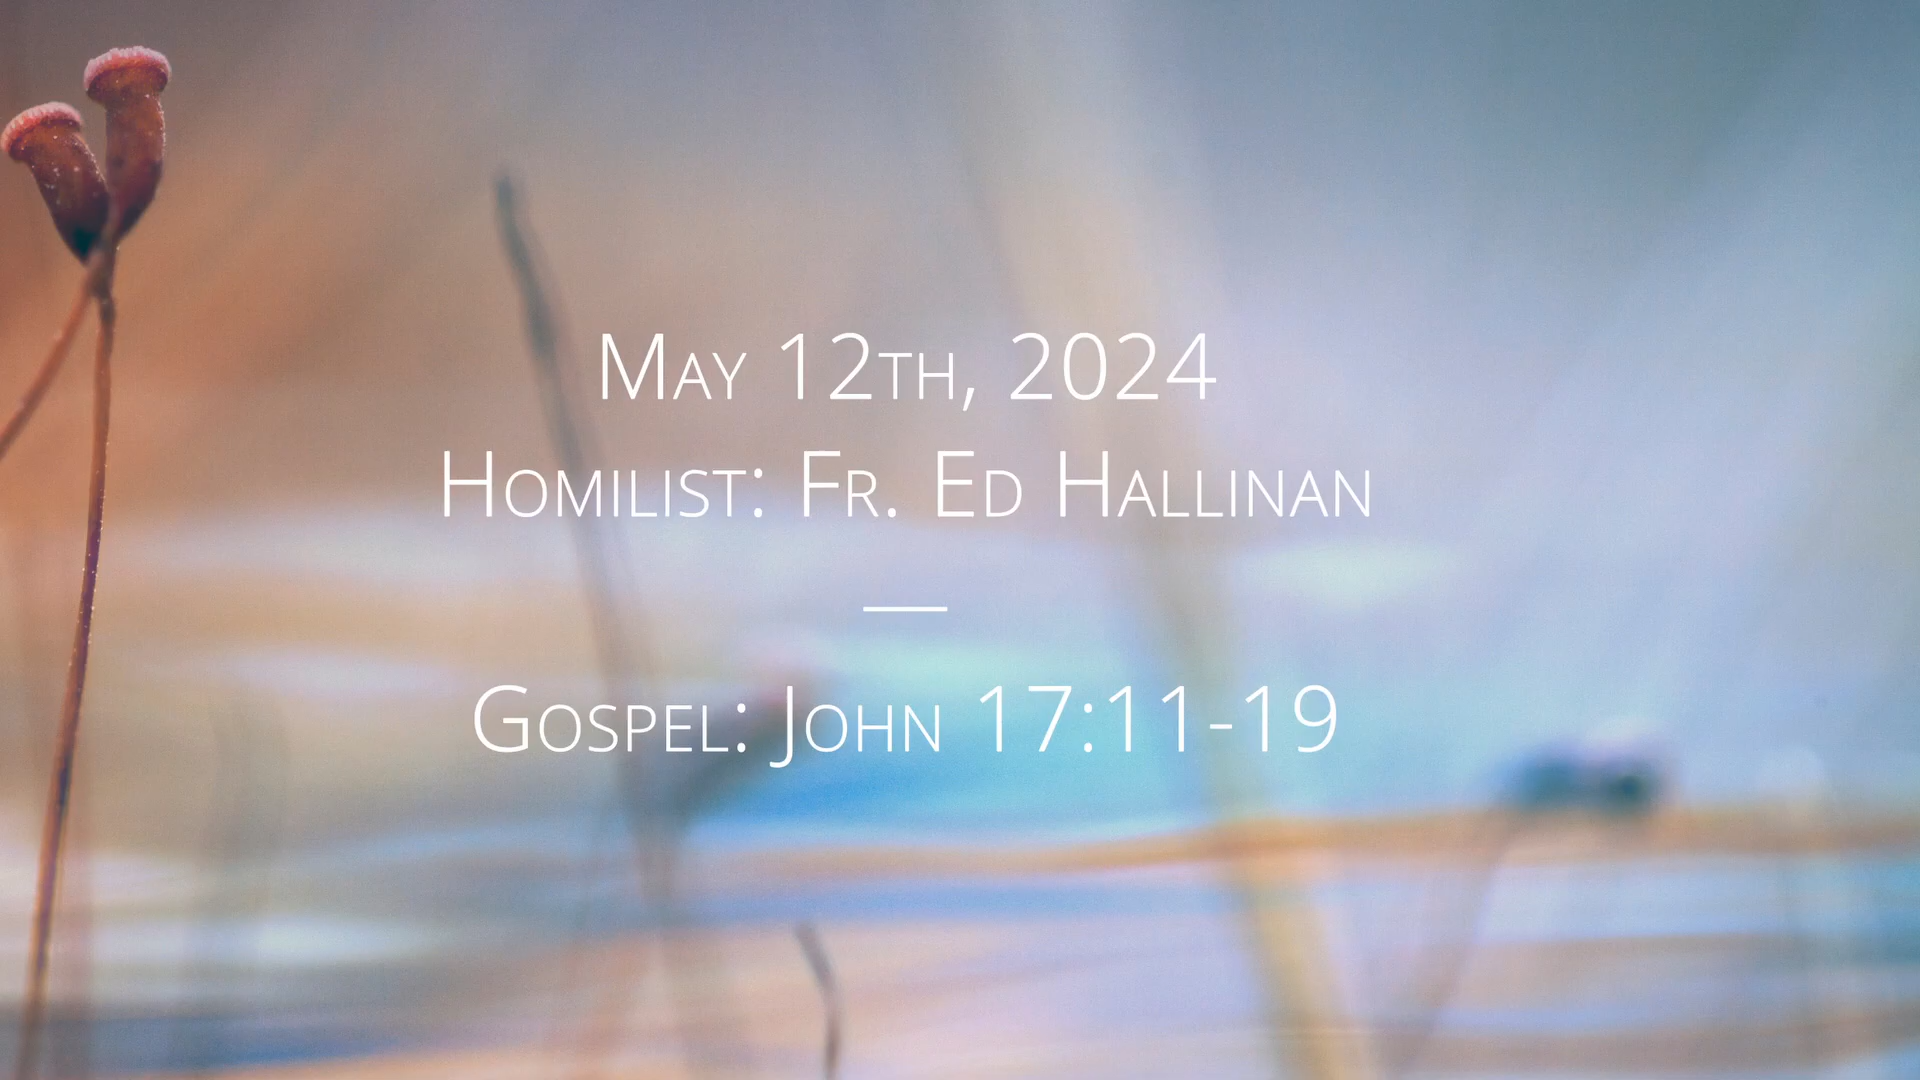 May 12th, 2024
Homilist: Fr. Ed Hallinan
—
Gospel: John 17:11-19